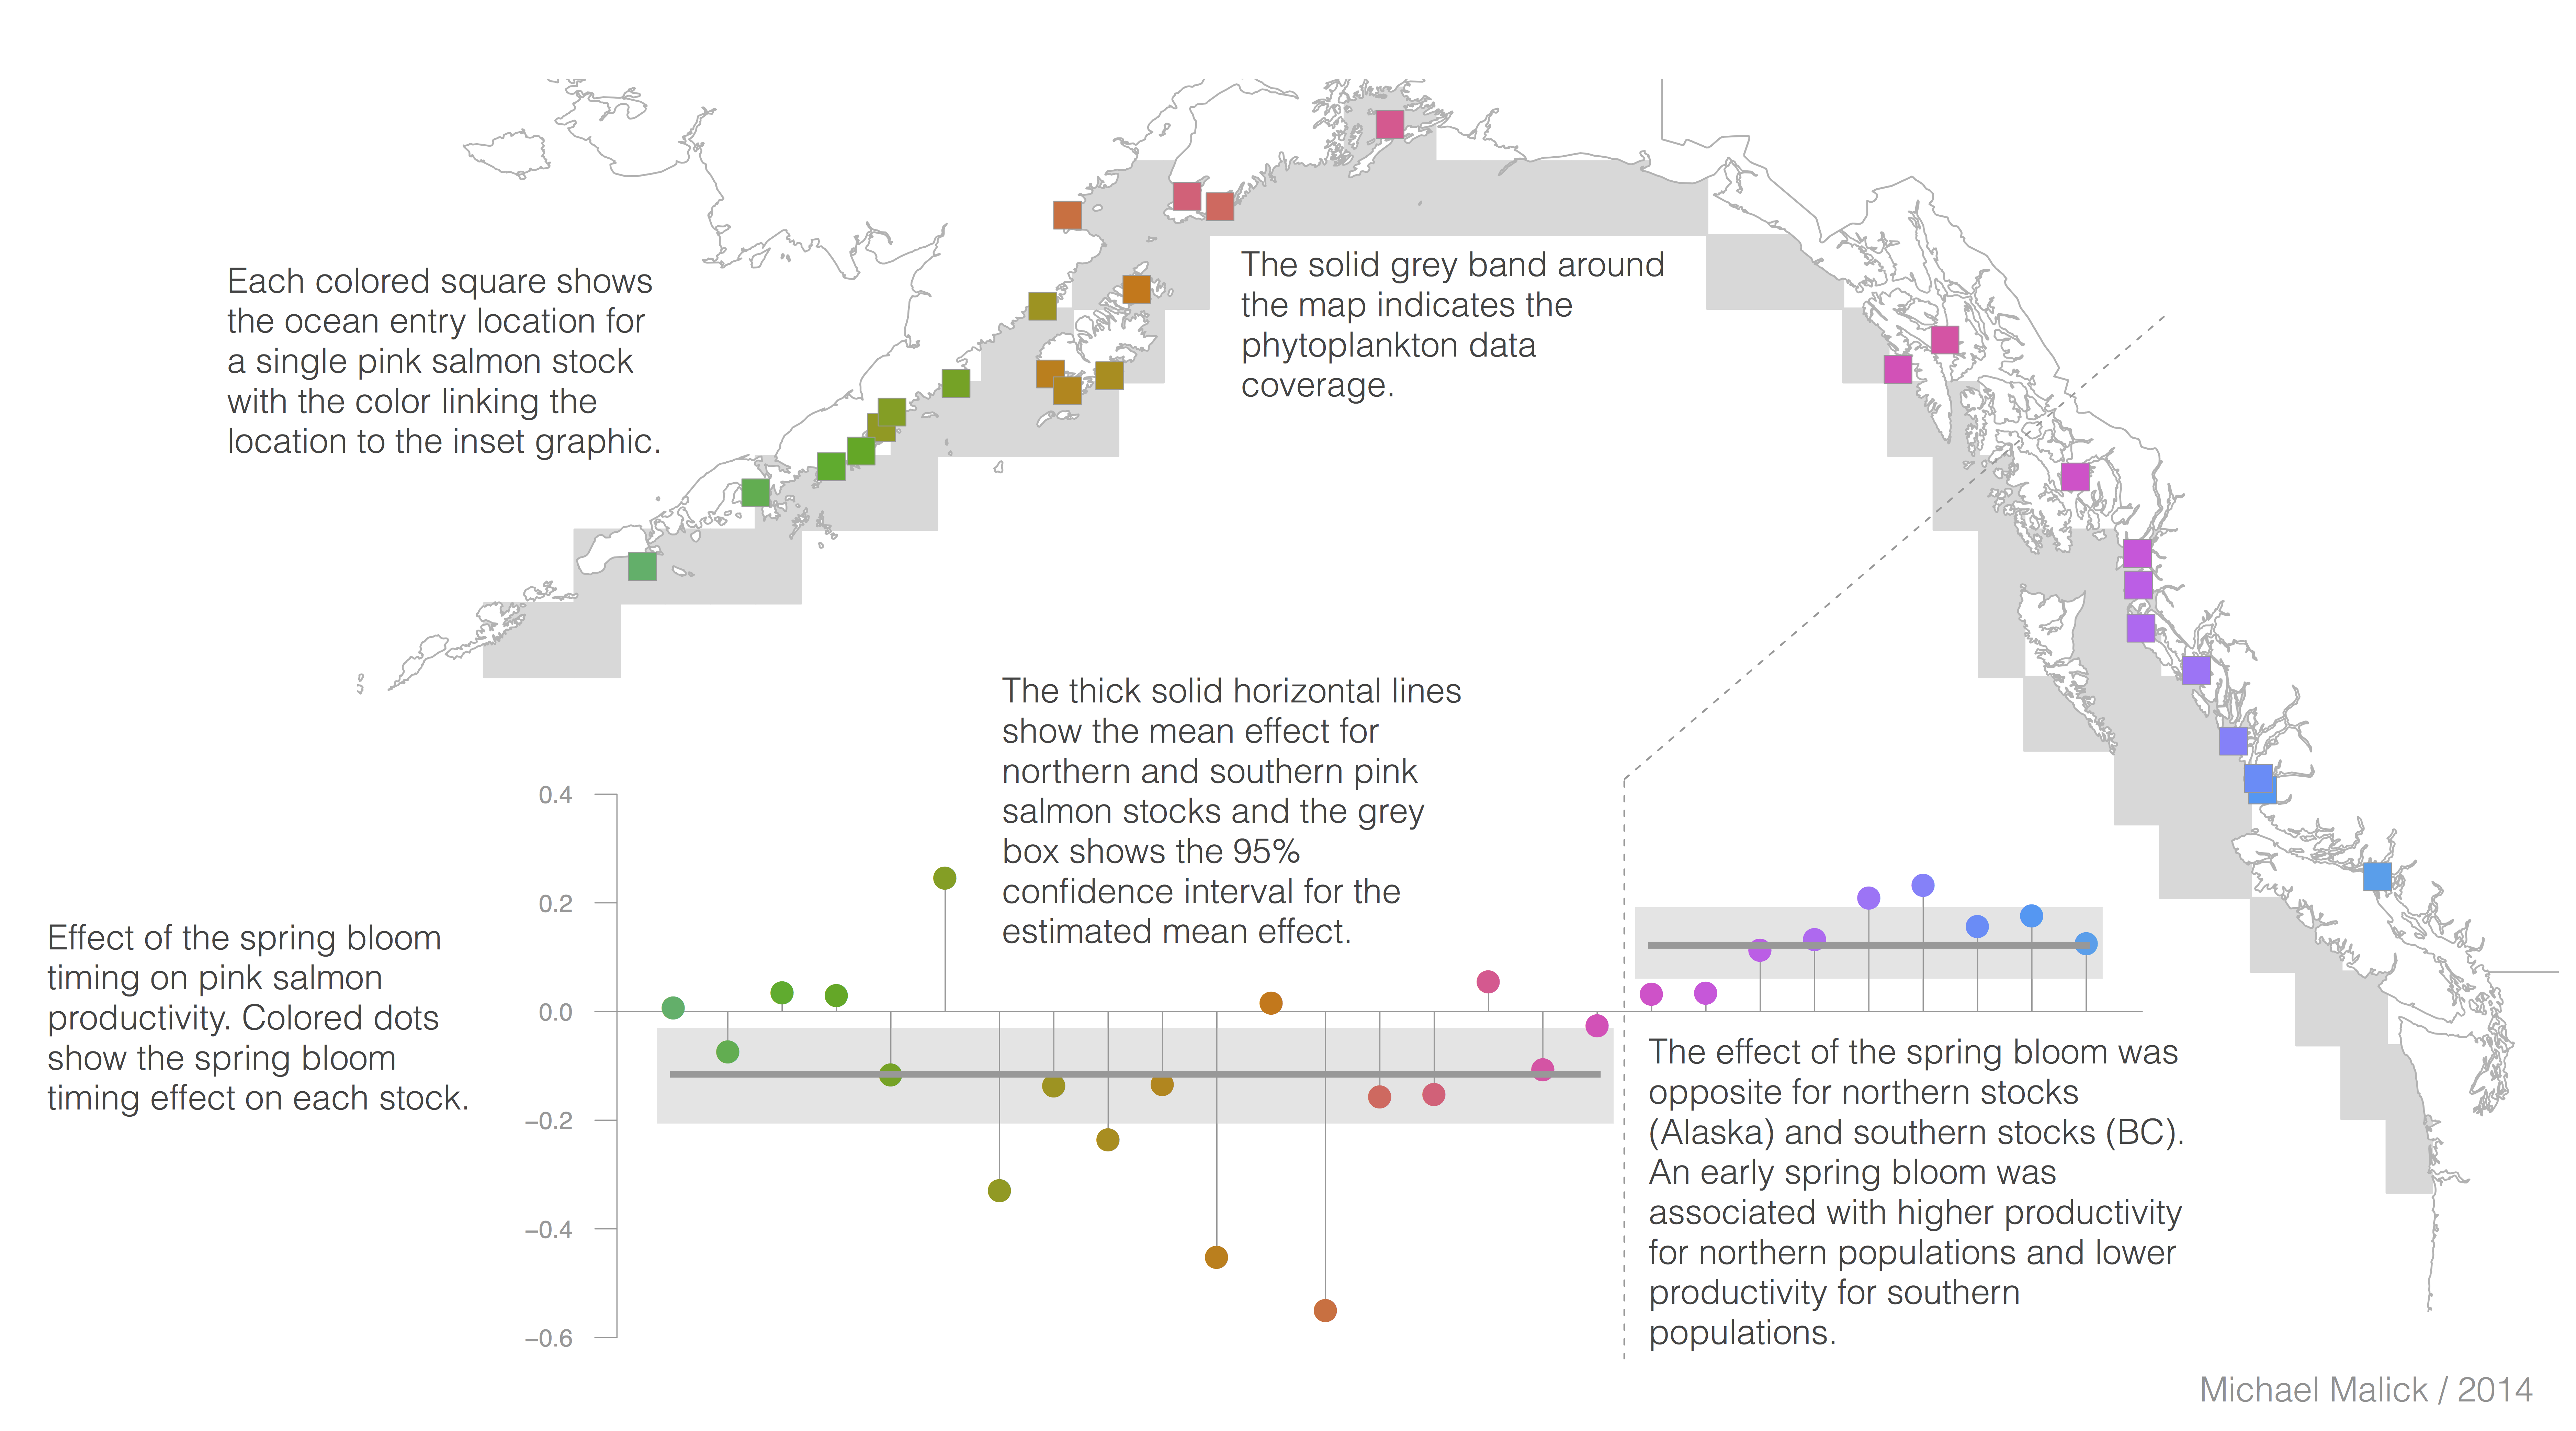 Each colored square shows
the ocean entry location for
a single pink salmon stock
with the color linking the
location to the inset graphic.
The solid grey band around
the map indicates the
phytoplankton data
coverage.
The thick solid horizontal lines
show the mean effect for
northern and southern pink
salmon stocks and the grey
box shows the 95%
confidence interval for the
estimated mean effect.
Effect of the spring bloom
timing on pink salmon
productivity. Colored dots
show the spring bloom
timing effect on each stock.
0.4
0.2
0.0
−0.2
−0.4
−0.6
The effect of the spring bloom was
opposite for northern stocks
(Alaska) and southern stocks (BC).
An early spring bloom was
associated with higher productivity
for northern populations and lower
productivity for southern
populations.
Michael Malick / 2014